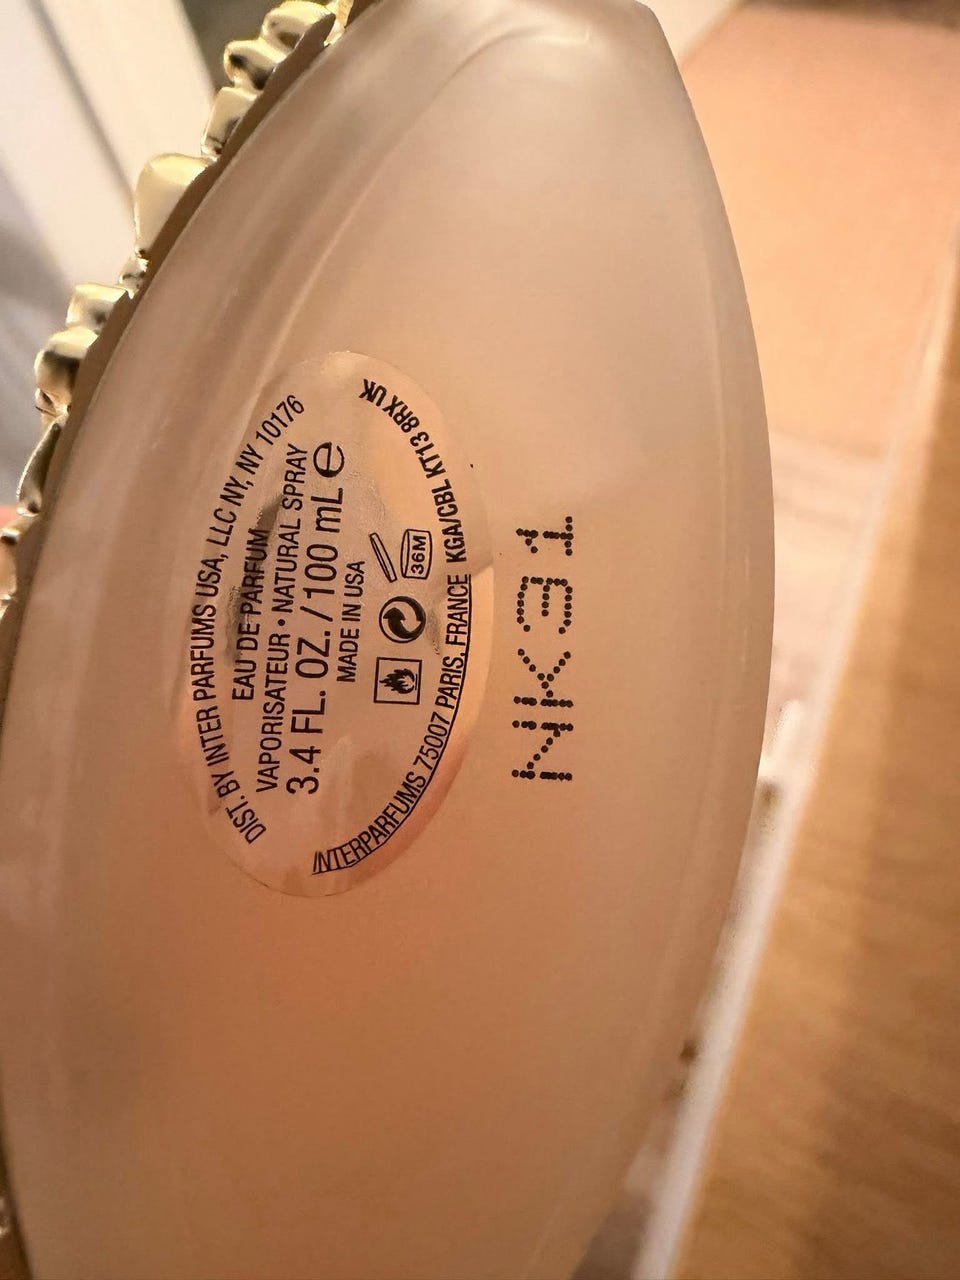 DIST. BY INTER PARFUMS USA, LLC NY, NY 10176
EAU DE PARFUM
VAPORISATEUR • NATURAL SPRAY
3.4 FL. OZ. / 100 mL ℮
MADE IN USA
36M
INTERPARFUMS 75007 PARIS, FRANCE KGA/CBL KT13 8RX UK
NK31